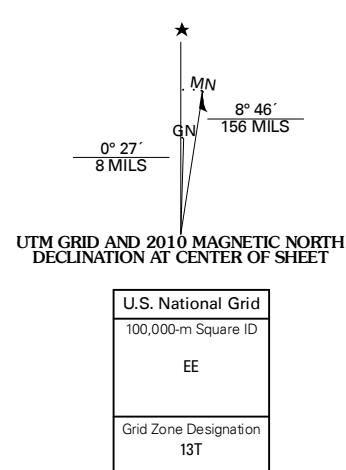 ★
MN
8° 46´
156 MILS
GN
0° 27´
8 MILS
UTM GRID AND 2010 MAGNETIC NORTH
DECLINATION AT CENTER OF SHEET
U.S. National Grid
100,000-m Square ID
EE
Grid Zone Designation
13T